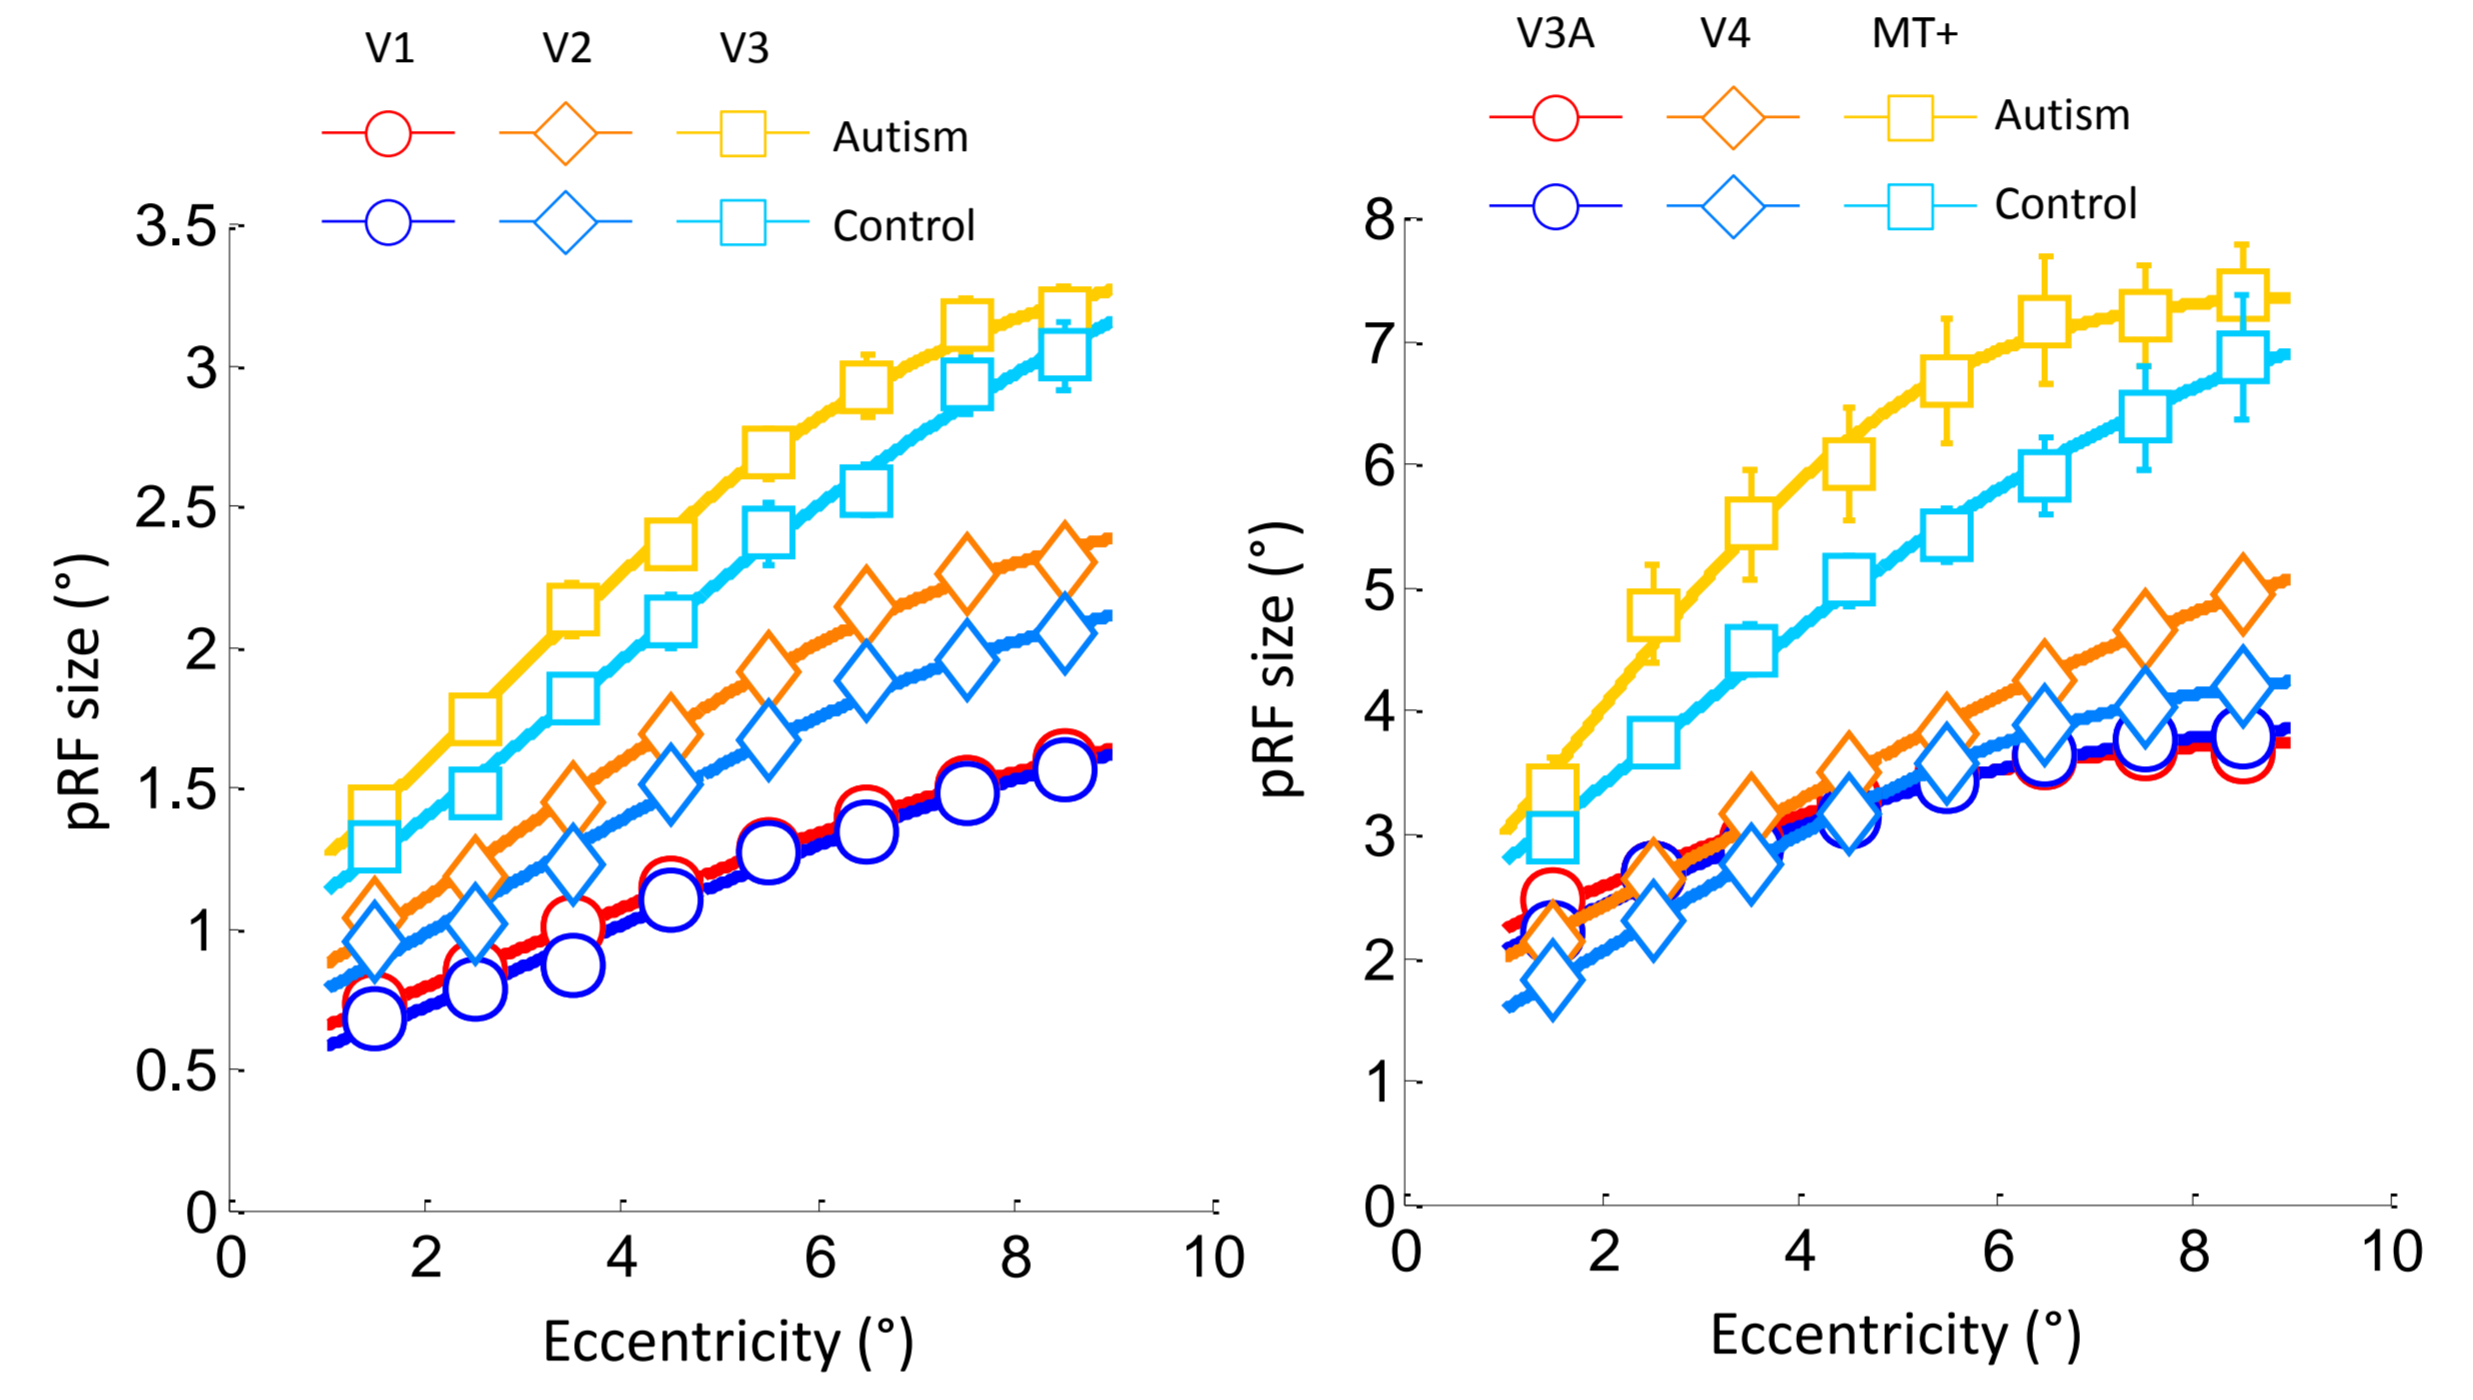 V1 V2 V3
Autism
Control
3.5
3
2.5
2
1.5
1
0.5
0
0 2 4 6 8 10
pRF size (°)
Eccentricity (°)
V3A V4 MT+
Autism
Control
8
7
6
5
4
3
2
1
0
0 2 4 6 8 10
pRF size (°)
Eccentricity (°)